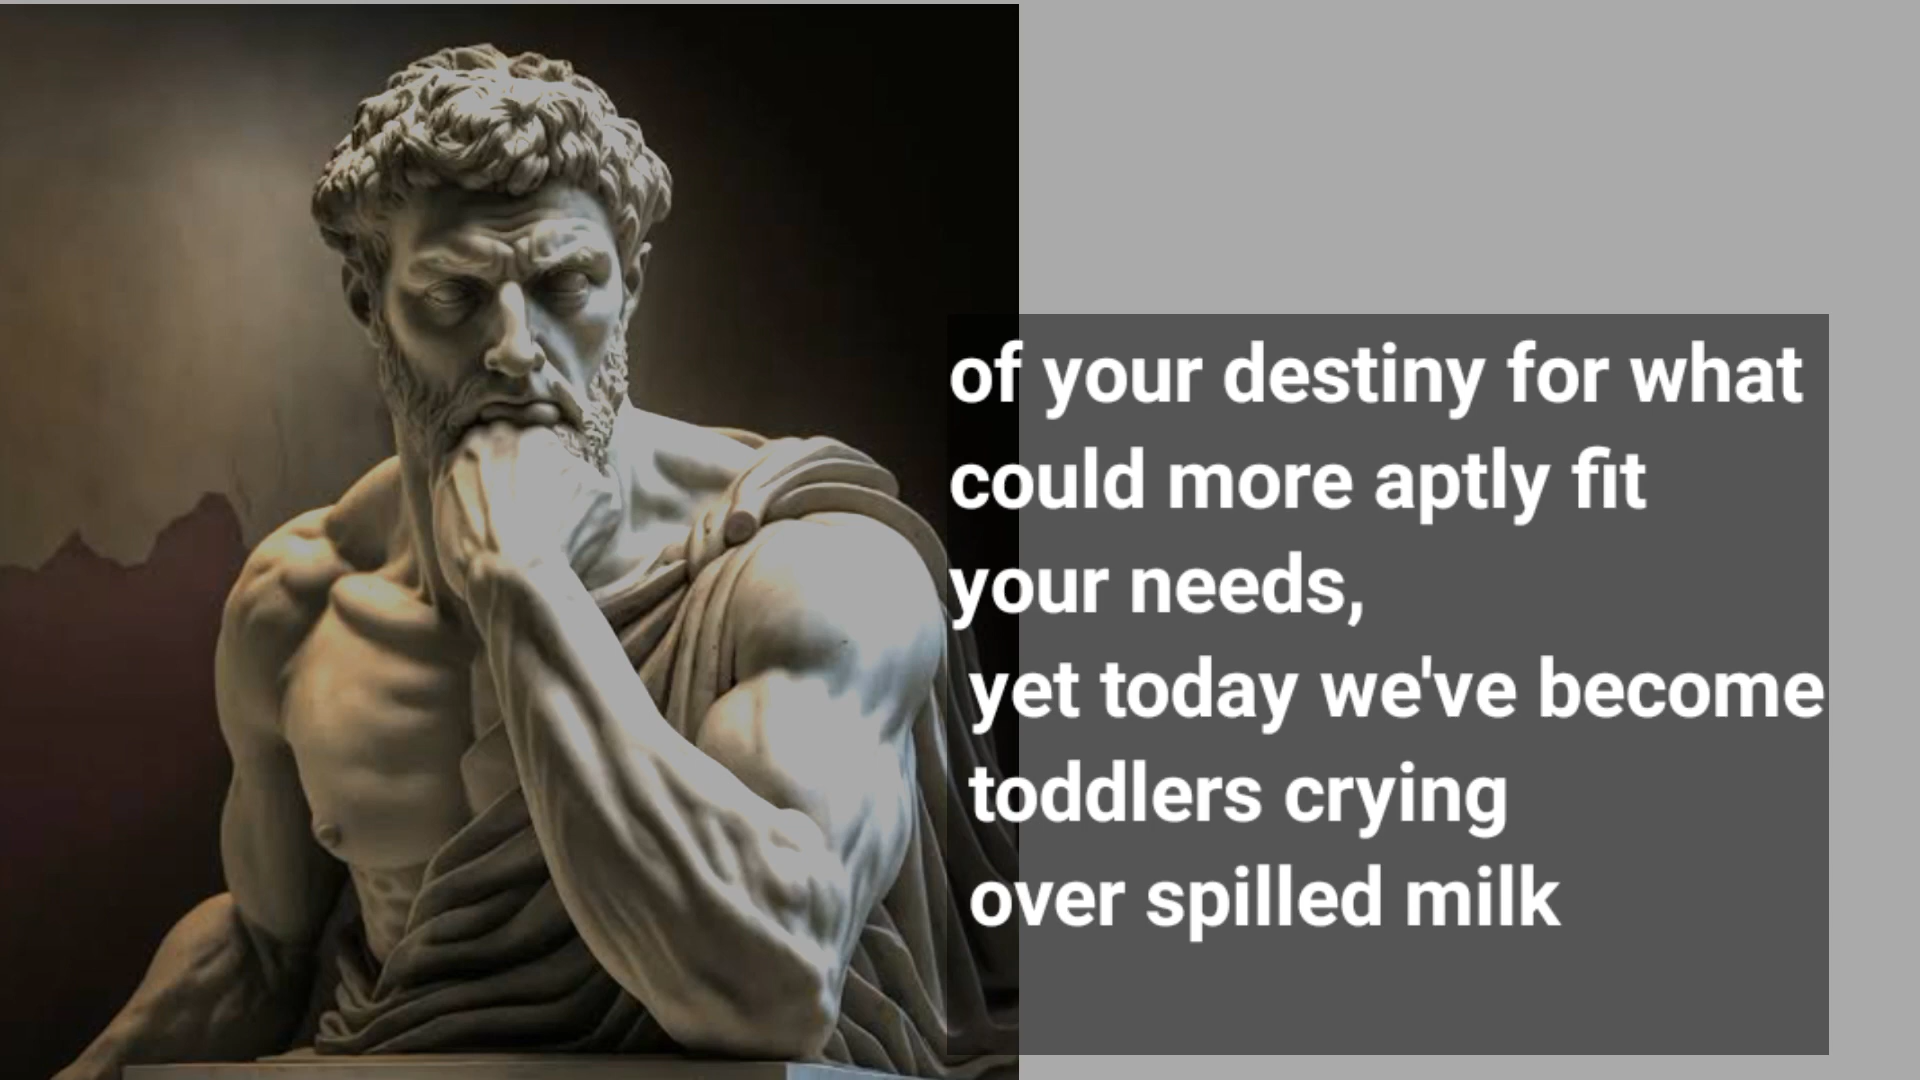 of your destiny for what
could more aptly fit
your needs,
yet today we've become
toddlers crying
over spilled milk